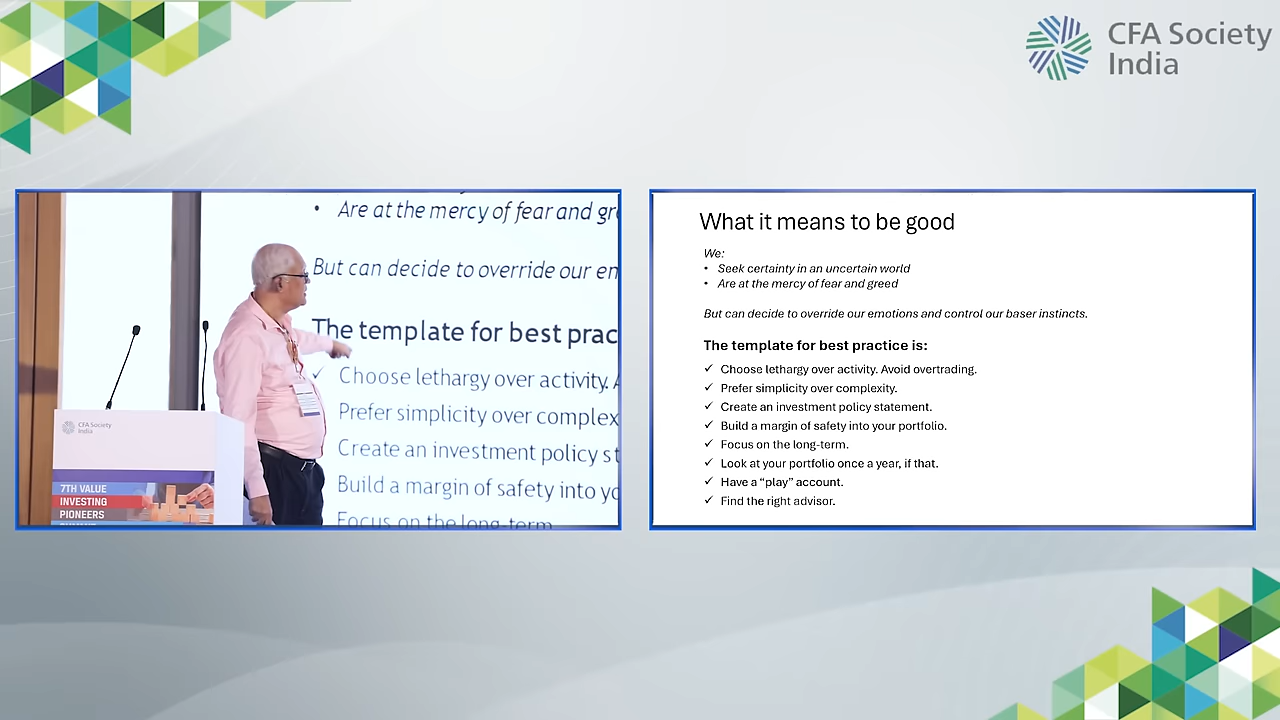 CFA Society
India
• Are at the mercy of fear and
But can decide to override our
The template for best
✓ Choose lethargy over activity.
Prefer simplicity over
Create an investment policy
Build a margin of safety into
Focus on the long-term
CFA Society
India
7TH VALUE
INVESTING
PIONEERS
What it means to be good
We:
• Seek certainty in an uncertain world
• Are at the mercy of fear and greed
But can decide to override our emotions and control our baser instincts.
The template for best practice is:
✓ Choose lethargy over activity. Avoid overtrading.
✓ Prefer simplicity over complexity.
✓ Create an investment policy statement.
✓ Build a margin of safety into your portfolio.
✓ Focus on the long-term.
✓ Look at your portfolio once a year, if that.
✓ Have a “play” account.
✓ Find the right advisor.